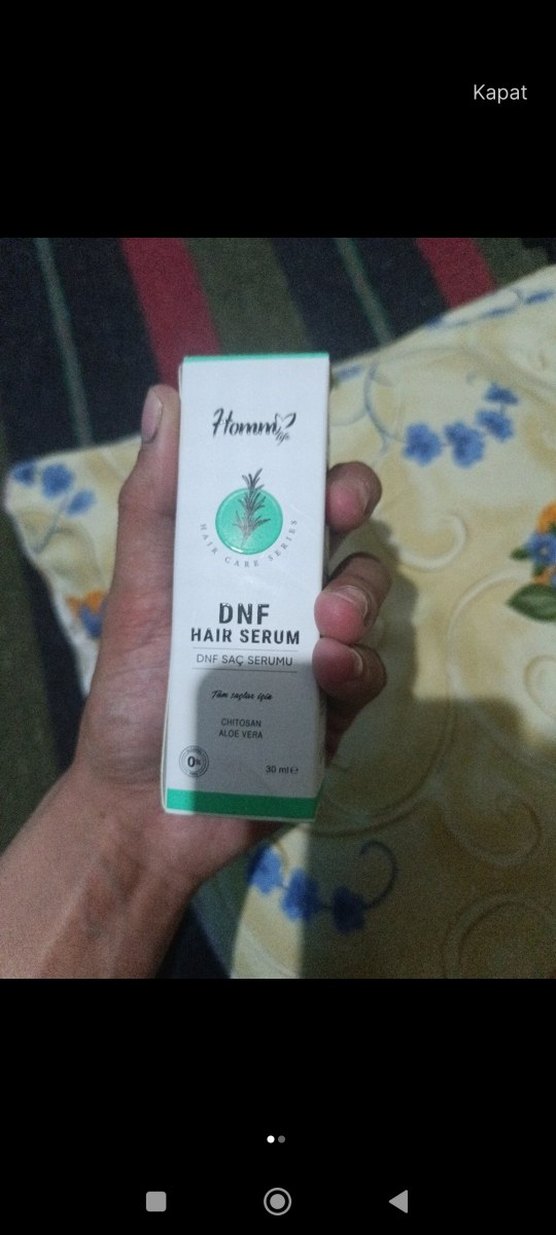 Kapat
Homm
life
HAIR CARE SERIES
DNF
HAIR SERUM
DNF SAÇ SERUMU
Tüm saçlar için
CHITOSAN
ALOE VERA
0%
30 ml℮